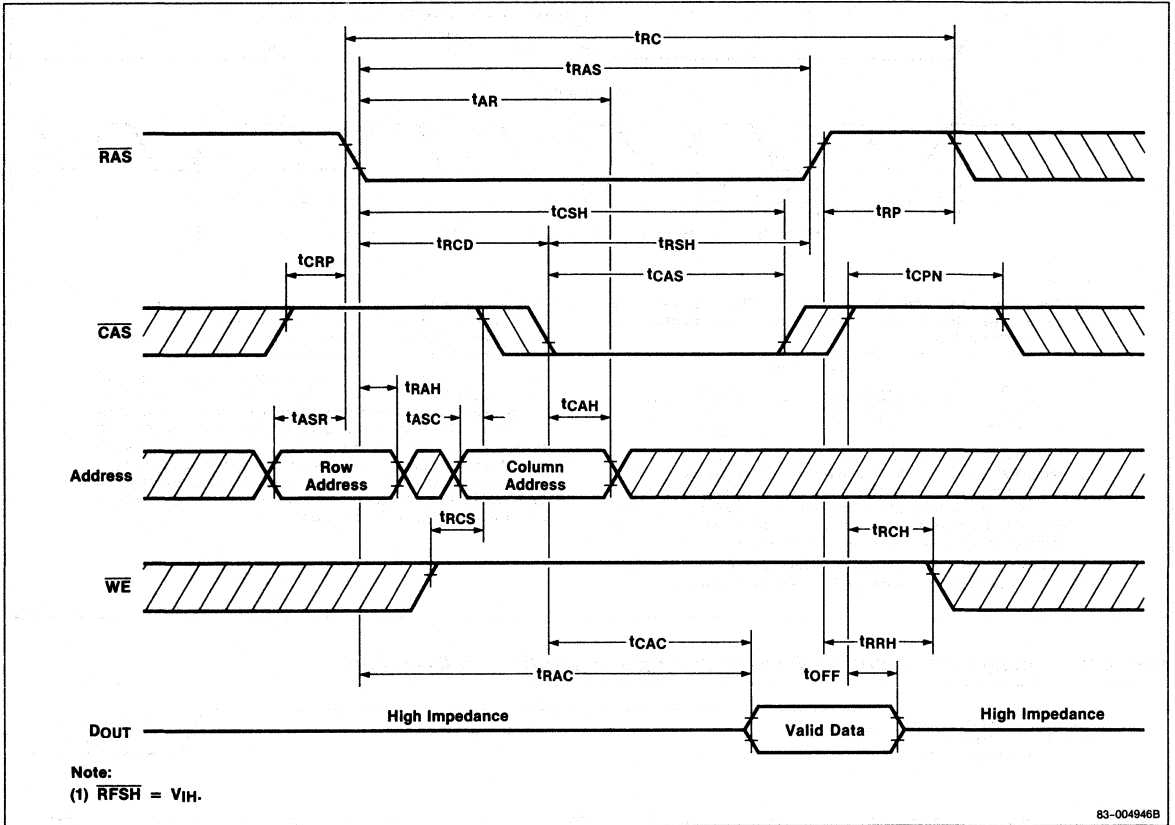 tRC
tRAS
tAR
RAS
tCSH
tRP
tRCD
tRSH
tCRP
tCAS
tCPN
CAS
tRAH
tASR
tASC
tCAH
Address
Row
Address
Column
Address
tRCS
tRCH
WE
tCAC
tRRH
tRAC
tOFF
High Impedance
High Impedance
DOUT
Valid Data
Note:
(1) RFSH = VIH.
83-004946B